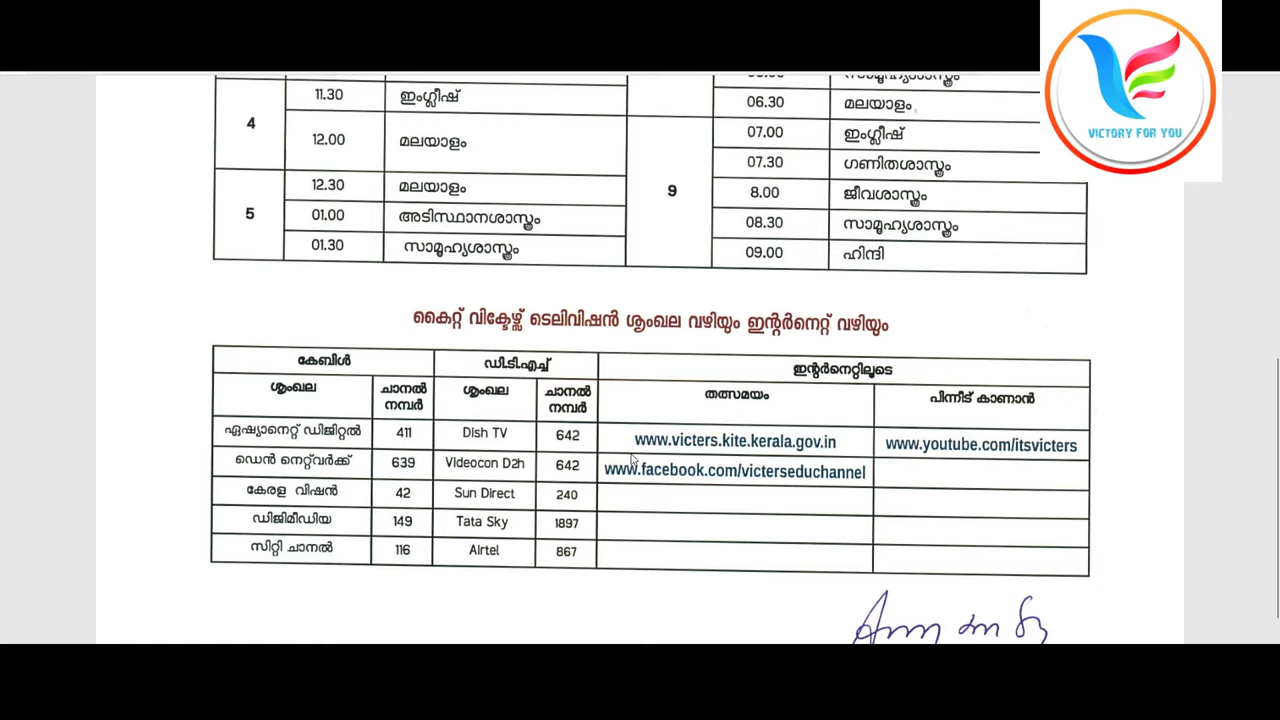 VICTORY FOR YOU
സാമൂഹ്യശാസ്ത്രം
4 11.30 ഇംഗ്ലീഷ് 06.30 മലയാളം
12.00 മലയാളം 07.00 ഇംഗ്ലീഷ്
07.30 ഗണിതശാസ്ത്രം
5 12.30 മലയാളം 9 8.00 ജീവശാസ്ത്രം
01.00 അടിസ്ഥാനശാസ്ത്രം 08.30 സാമൂഹ്യശാസ്ത്രം
01.30 സാമൂഹ്യശാസ്ത്രം 09.00 ഹിന്ദി
കൈറ്റ് വിക്ടേഴ്സ് ടെലിവിഷൻ ശൃംഖല വഴിയും ഇന്റർനെറ്റ് വഴിയും
കേബിൾ ഡി.ടി.എച്ച് ഇന്റർനെറ്റിലൂടെ
ശൃംഖല ചാനൽ നമ്പർ ശൃംഖല ചാനൽ നമ്പർ തത്സമയം പിന്നീട് കാണാൻ
ഏഷ്യാനെറ്റ് ഡിജിറ്റൽ 411 Dish TV 642 www.victers.kite.kerala.gov.in www.youtube.com/itsvicters
ഡെൻ നെറ്റ്‌വർക്ക് 639 Videocon D2h 642 www.facebook.com/victerseduchannel
കേരള വിഷൻ 42 Sun Direct 240
ഡിജിമീഡിയ 149 Tata Sky 1897
സിറ്റി ചാനൽ 116 Airtel 867